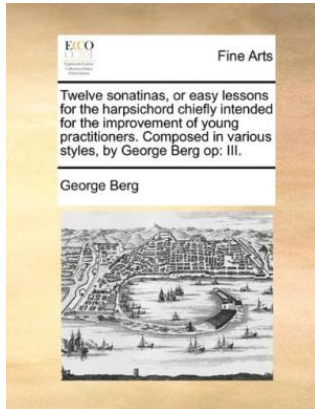 ECCO
Fine Arts
Twelve sonatinas, or easy lessons
for the harpsichord chiefly intended
for the improvement of young
practitioners. Composed in various
styles, by George Berg op: III.
George Berg